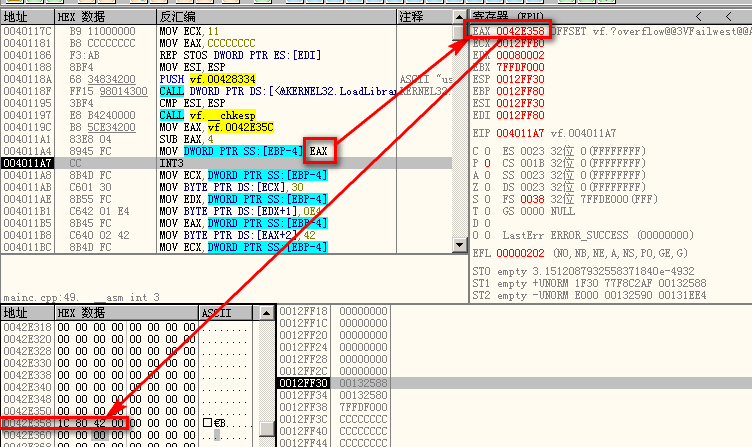 地址 HEX 数据 反汇编 注释
0040117C B9 11000000 MOV ECX,11
00401181 B8 CCCCCCCC MOV EAX,CCCCCCCC
00401186 F3:AB REP STOS DWORD PTR ES:[EDI]
00401188 8BF4 MOV ESI,ESP
0040118A 68 34834200 PUSH vf.00428334 ASCII "us
0040118F FF15 98014300 CALL DWORD PTR DS:[<&KERNEL32.LoadLibrar KERNEL32.
00401195 3BF4 CMP ESI,ESP
00401197 E8 B4240000 CALL vf.__chkesp
0040119C B8 5CE34200 MOV EAX,vf.0042E35C
004011A1 83E8 04 SUB EAX,4
004011A4 8945 FC MOV DWORD PTR SS:[EBP-4],EAX
004011A7 CC INT3
004011A8 8B4D FC MOV ECX,DWORD PTR SS:[EBP-4]
004011AB C601 30 MOV BYTE PTR DS:[ECX],30
004011AE 8B55 FC MOV EDX,DWORD PTR SS:[EBP-4]
004011B1 C642 01 E4 MOV BYTE PTR DS:[EDX+1],0E4
004011B5 8B45 FC MOV EAX,DWORD PTR SS:[EBP-4]
004011B8 C640 02 42 MOV BYTE PTR DS:[EAX+2],42
004011BC 8B4D FC MOV ECX,DWORD PTR SS:[EBP-4]
mainc.cpp:49. __asm int 3
寄存器 (FPU) < <
EAX 0042E358 OFFSET vf.?overflow@@3VFailwest@@A
ECX 0012FFB0
EDX 00080002
EBX 7FFDF000
ESP 0012FF30
EBP 0012FF80
ESI 0012FF30
EDI 0012FF80
EIP 004011A7 vf.004011A7
C 0 ES 0023 32位 0(FFFFFFFF)
P 0 CS 001B 32位 0(FFFFFFFF)
A 0 SS 0023 32位 0(FFFFFFFF)
Z 0 DS 0023 32位 0(FFFFFFFF)
S 0 FS 0038 32位 7FFDE000(FFF)
T 0 GS 0000 NULL
D 0
O 0 LastErr ERROR_SUCCESS (00000000)
EFL 00000202 (NO,NB,NE,A,NS,PO,GE,G)
ST0 empty 3.1512087932558371840e-4932
ST1 empty +UNORM 1F30 77F8C2AF 00132588
ST2 empty -UNORM E000 00132590 00131EE4
地址 HEX 数据 ASCII
0042E318 00 00 00 00 00 00 00 00 ........
0042E320 00 00 00 00 00 00 00 00 ........
0042E328 00 00 00 00 00 00 00 00 ........
0042E330 00 00 00 00 00 00 00 00 ........
0042E338 00 00 00 00 00 00 00 00 ........
0042E340 00 00 00 00 00 00 00 00 ........
0042E348 00 00 00 00 00 00 00 00 ........
0042E350 00 00 00 00 00 00 00 00 ........
0042E358 1C 80 42 00 00 00 00 00 □€B.
0042E360 00 00 00 00 00 00 00 00
0012FF18 00000000
0012FF1C 00000000
0012FF20 00000000
0012FF24 00000000
0012FF28 00000000
0012FF2C 00000000
0012FF30 00132588
0012FF34 00132580
0012FF38 7FFDF000
0012FF3C CCCCCCCC
0012FF40 CCCCCCCC
0012FF44 CCCCCCCC